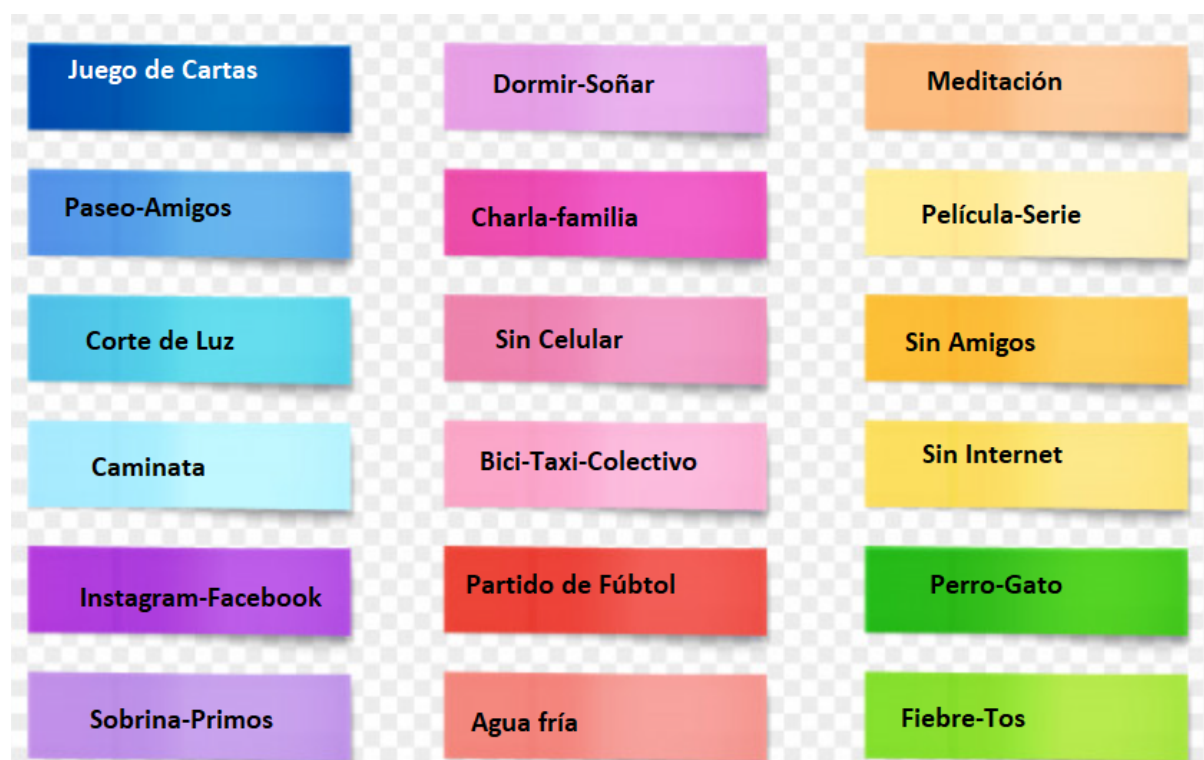 Juego de Cartas
Dormir-Soñar
Meditación
Paseo-Amigos
Charla-familia
Película-Serie
Corte de Luz
Sin Celular
Sin Amigos
Caminata
Bici-Taxi-Colectivo
Sin Internet
Instagram-Facebook
Partido de Fúbtol
Perro-Gato
Sobrina-Primos
Agua fría
Fiebre-Tos